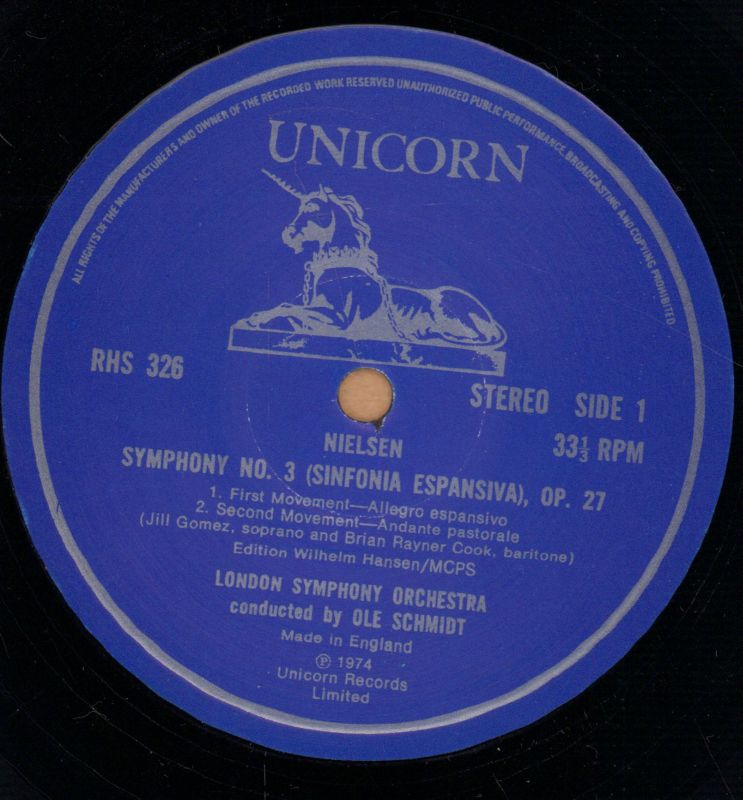 ALL RIGHTS OF THE MANUFACTURERS AND OWNER OF THE RECORDED WORK RESERVED UNAUTHORIZED PUBLIC PERFORMANCE, BROADCASTING AND COPYING PROHIBITED
UNICORN
RHS 326
STEREO SIDE 1
33⅓ RPM
NIELSEN
SYMPHONY NO. 3 (SINFONIA ESPANSIVA), OP. 27
1. First Movement—Allegro espansivo
2. Second Movement—Andante pastorale
(Jill Gomez, soprano and Brian Rayner Cook, baritone)
Edition Wilhelm Hansen/MCPS
LONDON SYMPHONY ORCHESTRA
conducted by OLE SCHMIDT
Made in England
℗ 1974
Unicorn Records
Limited